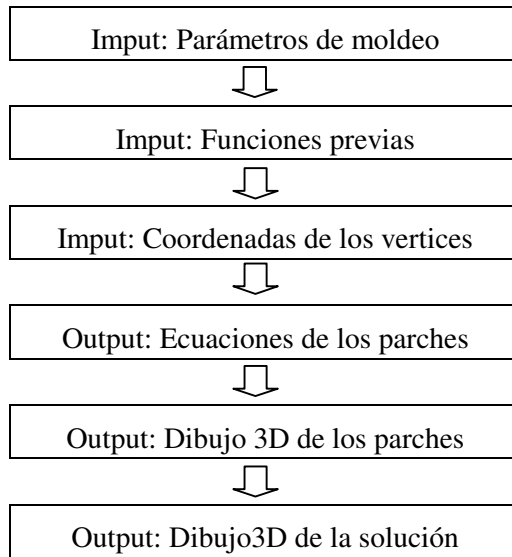 Imput: Parámetros de moldeo
Imput: Funciones previas
Imput: Coordenadas de los vertices
Output: Ecuaciones de los parches
Output: Dibujo 3D de los parches
Output: Dibujo3D de la solución